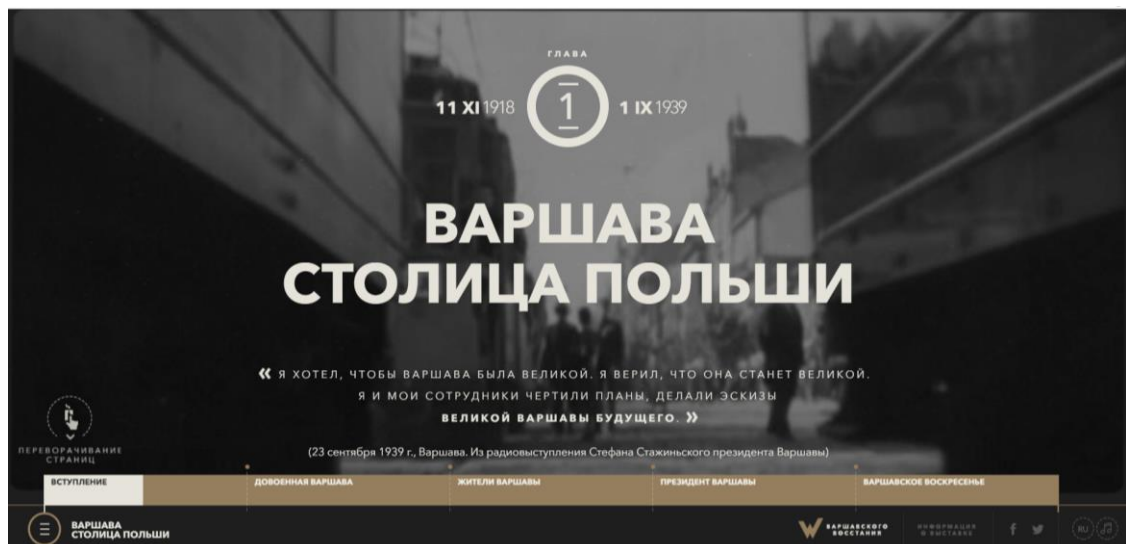 ГЛАВА
11 XI 1918 1 1 IX 1939
ВАРШАВА
СТОЛИЦА ПОЛЬШИ
« Я ХОТЕЛ, ЧТОБЫ ВАРШАВА БЫЛА ВЕЛИКОЙ. Я ВЕРИЛ, ЧТО ОНА СТАНЕТ ВЕЛИКОЙ.
Я И МОИ СОТРУДНИКИ ЧЕРТИЛИ ПЛАНЫ, ДЕЛАЛИ ЭСКИЗЫ
ВЕЛИКОЙ ВАРШАВЫ БУДУЩЕГО. »
(23 сентября 1939 г., Варшава. Из радиовыступления Стефана Стажиньского президента Варшавы)
ПЕРЕВОРАЧИВАНИЕ
СТРАНИЦ
ВСТУПЛЕНИЕ ДОВОЕННАЯ ВАРШАВА ЖИТЕЛИ ВАРШАВЫ ПРЕЗИДЕНТ ВАРШАВЫ ВАРШАВСКОЕ ВОСКРЕСЕНЬЕ
ВАРШАВА
СТОЛИЦА ПОЛЬШИ
ВАРШАВСКОГО
ВОССТАНИЯ
ИНФОРМАЦИЯ
О ВЫСТАВКЕ
RU